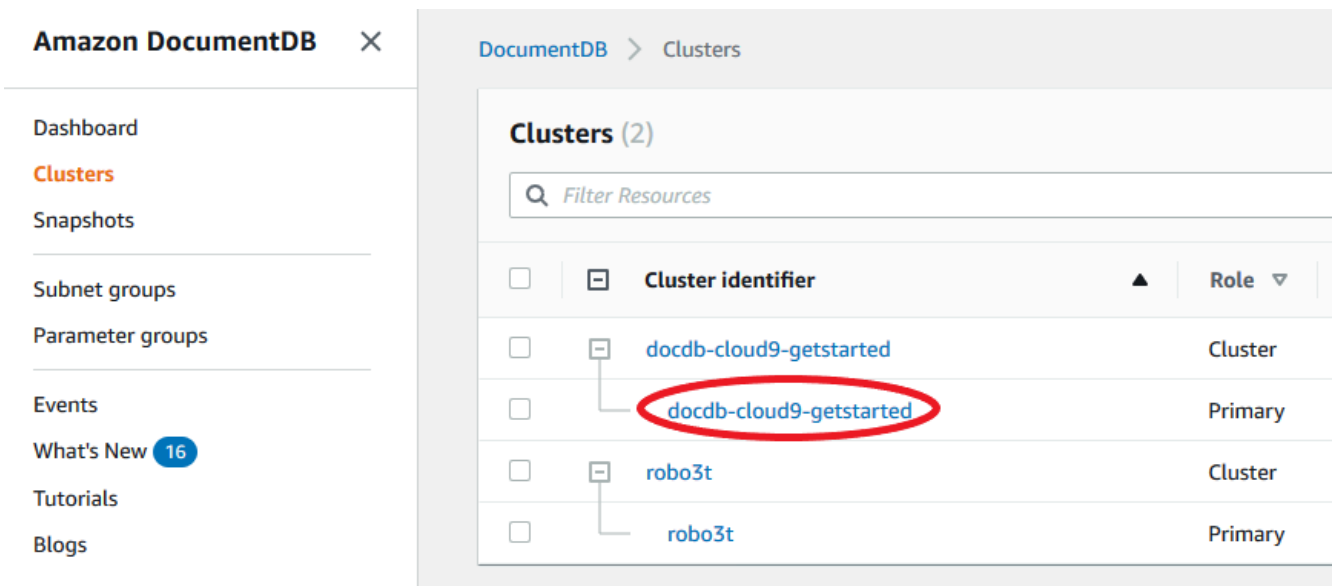 Amazon DocumentDB
Dashboard
Clusters
Snapshots
Subnet groups
Parameter groups
Events
What's New 16
Tutorials
Blogs
DocumentDB > Clusters
Clusters (2)
Filter Resources
Cluster identifier Role
docdb-cloud9-getstarted Cluster
docdb-cloud9-getstarted Primary
robo3t Cluster
robo3t Primary